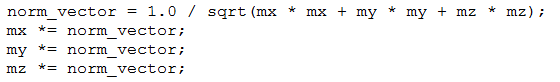 norm_vector = 1.0 / sqrt(mx * mx + my * my + mz * mz);
mx *= norm_vector;
my *= norm_vector;
mz *= norm_vector;